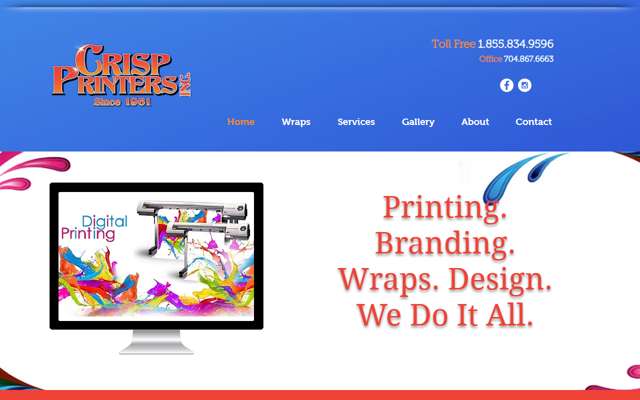 Toll Free 1.855.834.9596
Office 704.867.6663
CRISP
PRINTERS INC.
Since 1961
Home Wraps Services Gallery About Contact
Digital
Printing
Printing.
Branding.
Wraps. Design.
We Do It All.